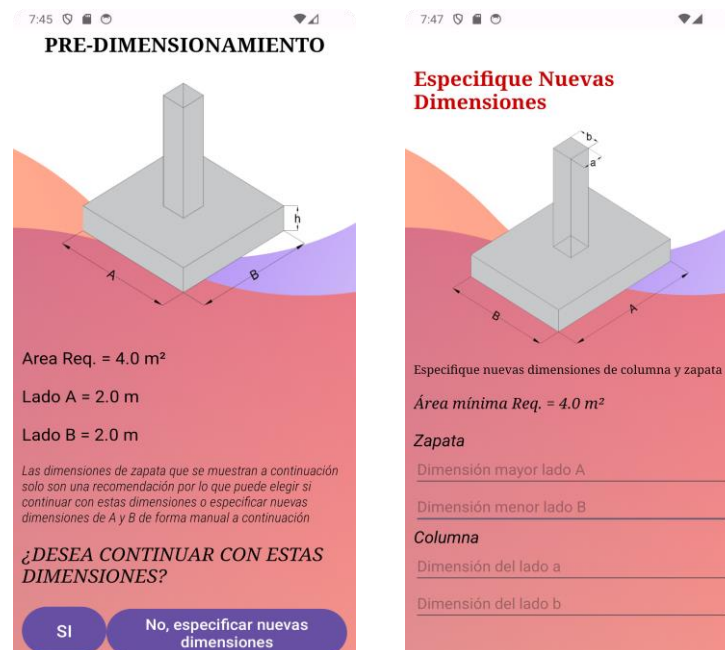 7:45
PRE-DIMENSIONAMIENTO
h
A
B
Area Req. = 4.0 m²
Lado A = 2.0 m
Lado B = 2.0 m
Las dimensiones de zapata que se muestran a continuación
solo son una recomendación por lo que puede elegir si
continuar con estas dimensiones o especificar nuevas
dimensiones de A y B de forma manual a continuación
¿DESEA CONTINUAR CON ESTAS
DIMENSIONES?
SI
No, especificar nuevas
dimensiones
7:47
Especifique Nuevas
Dimensiones
b
a
B
A
Especifique nuevas dimensiones de columna y zapata
Área mínima Req. = 4.0 m²
Zapata
Dimensión mayor lado A
Dimensión menor lado B
Columna
Dimensión del lado a
Dimensión del lado b